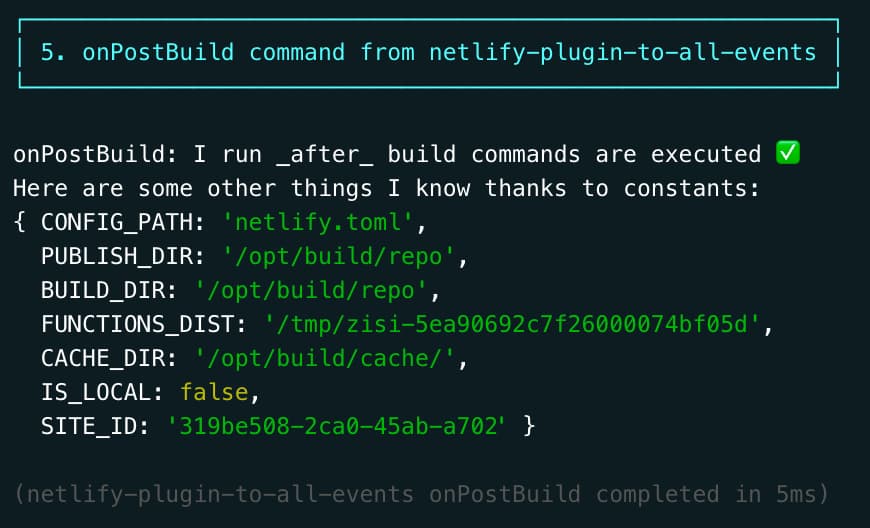 5. onPostBuild command from netlify-plugin-to-all-events
onPostBuild: I run _after_ build commands are executed ✅
Here are some other things I know thanks to constants:
{ CONFIG_PATH: 'netlify.toml',
PUBLISH_DIR: '/opt/build/repo',
BUILD_DIR: '/opt/build/repo',
FUNCTIONS_DIST: '/tmp/zisi-5ea90692c7f26000074bf05d',
CACHE_DIR: '/opt/build/cache/',
IS_LOCAL: false,
SITE_ID: '319be508-2ca0-45ab-a702' }
(netlify-plugin-to-all-events onPostBuild completed in 5ms)